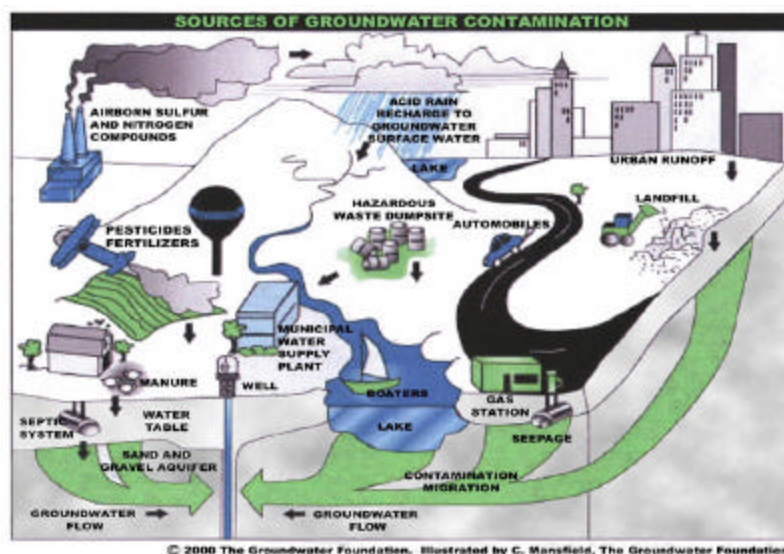 SOURCES OF GROUNDWATER CONTAMINATION
AIRBORN SULFUR
AND NITROGEN
COMPOUNDS
ACID RAIN
RECHARGE TO
GROUNDWATER
SURFACE WATER
LAKE
URBAN RUNOFF
LANDFILL
HAZARDOUS
WASTE DUMPSITE
AUTOMOBILES
PESTICIDES
FERTILIZERS
MUNICIPAL
WATER
SUPPLY
PLANT
MANURE
WELL
BOATERS
GAS
STATION
SEPTIC
SYSTEM
WATER
TABLE
LAKE
SEEPAGE
SAND AND
GRAVEL AQUIFER
CONTAMINATION
MIGRATION
GROUNDWATER
FLOW
GROUNDWATER
FLOW
© 2000 The Groundwater Foundation. Illustrated by C. Mansfield, The Groundwater Foundation